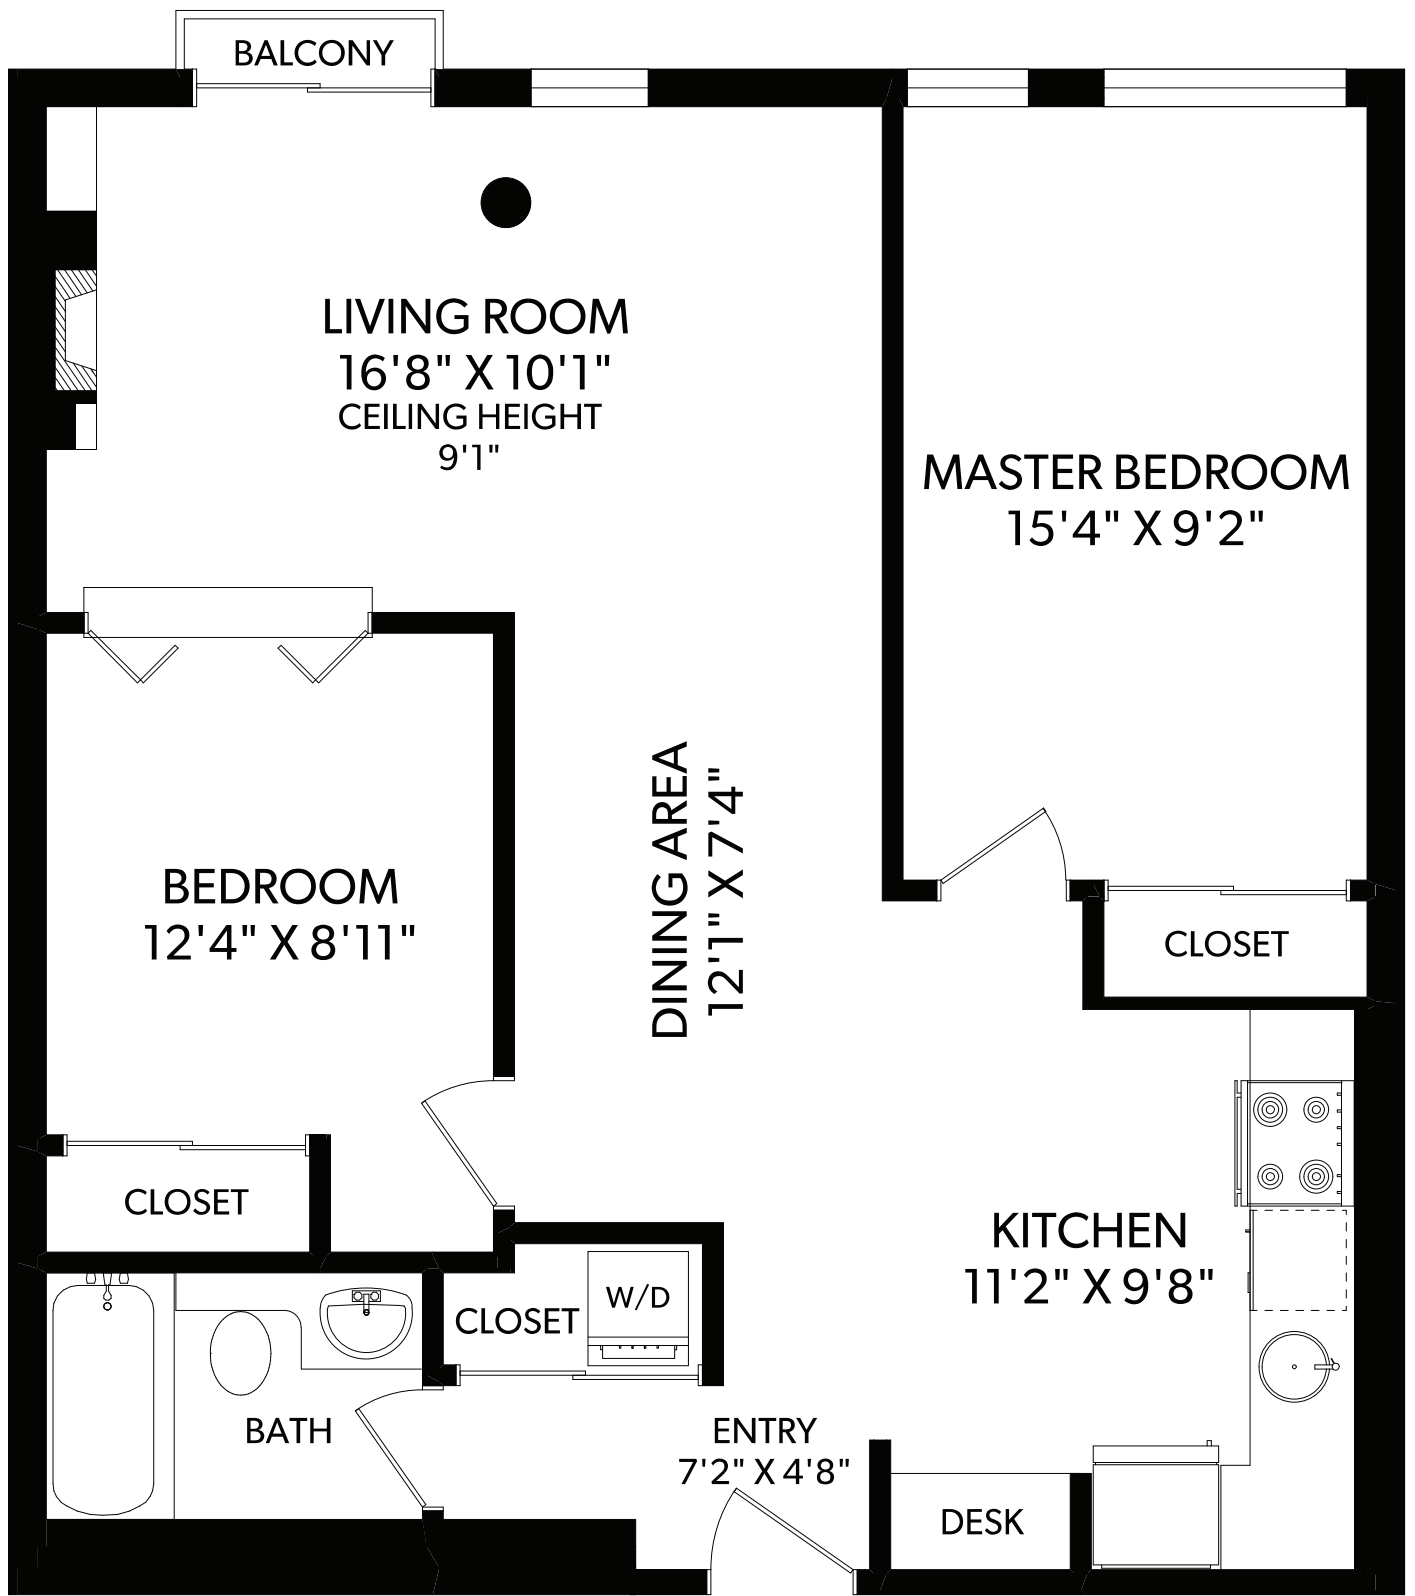 BALCONY
LIVING ROOM
16'8" X 10'1"
CEILING HEIGHT
9'1"
MASTER BEDROOM
15'4" X 9'2"
DINING AREA
12'1" X 7'4"
BEDROOM
12'4" X 8'11"
CLOSET
CLOSET
KITCHEN
11'2" X 9'8"
W/D
CLOSET
BATH
ENTRY
7'2" X 4'8"
DESK